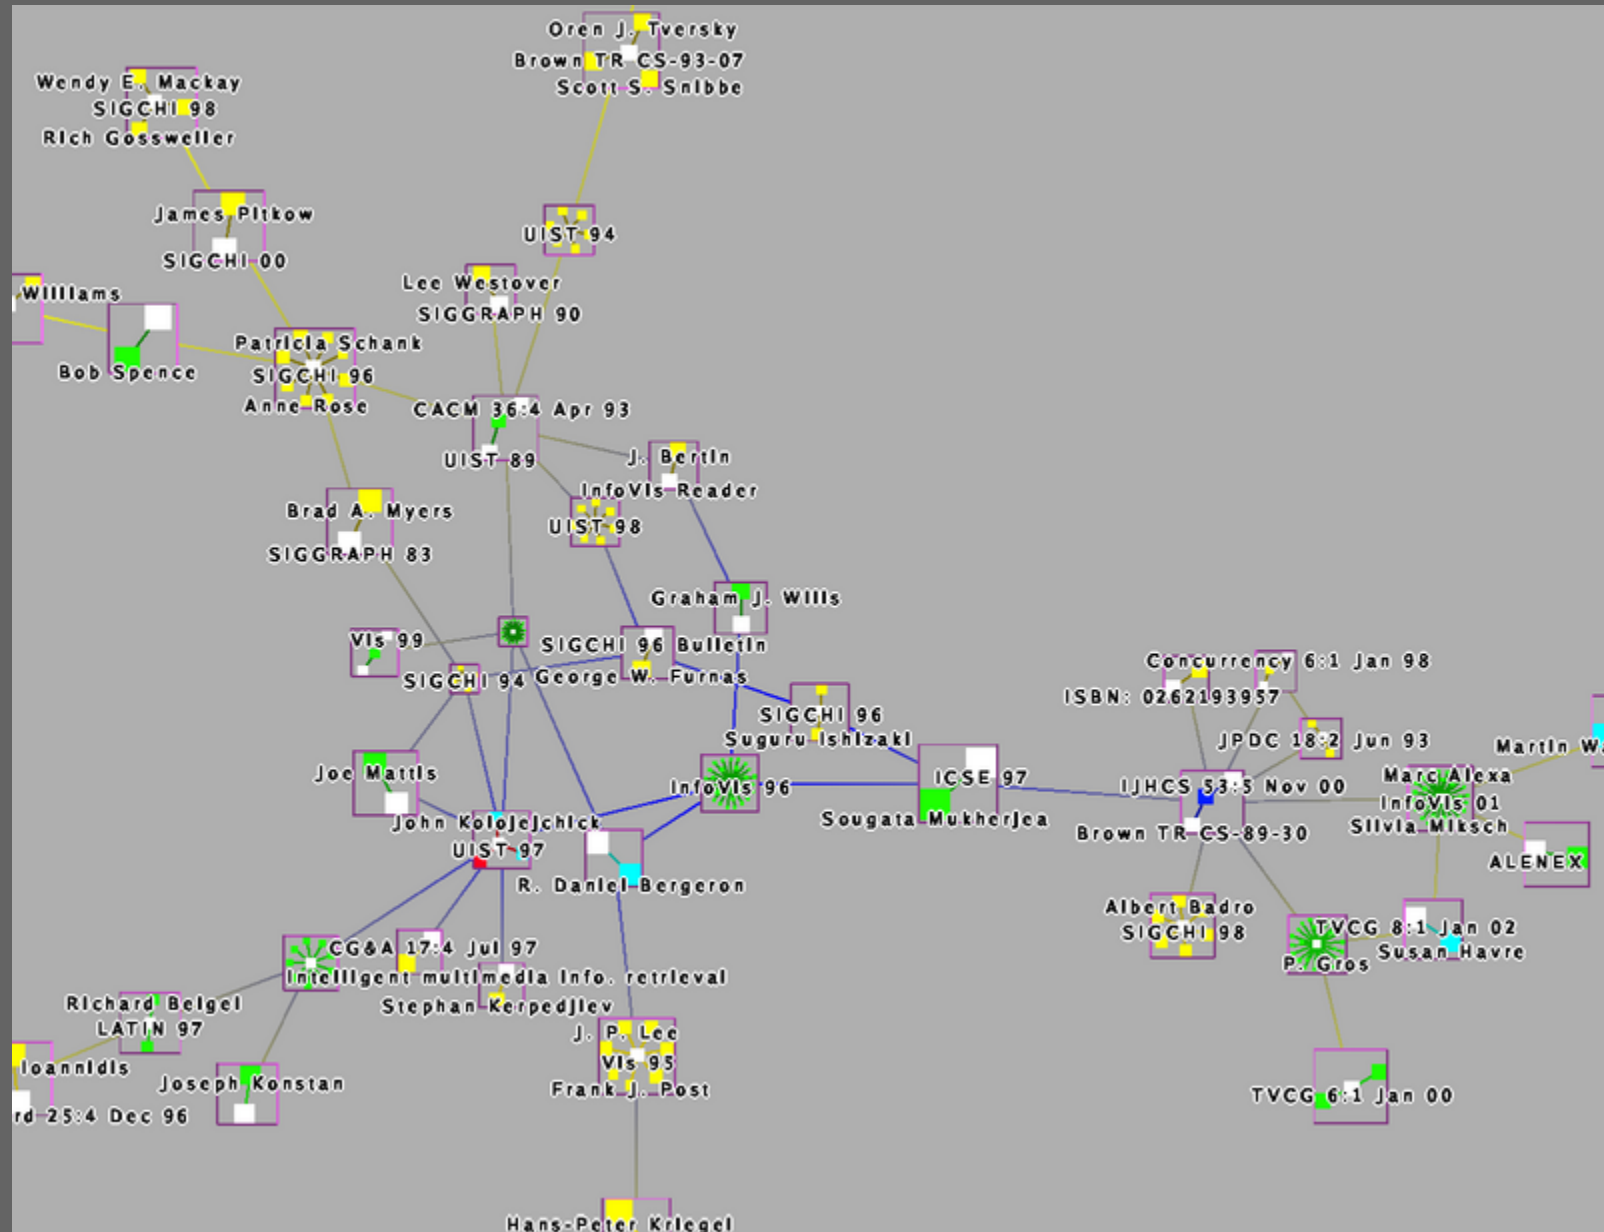 Oren J. Tversky
Brown TR CS-93-07
Scott S. Snibbe
Wendy E. Mackay
SIGCHI 98
Rich Gossweiler
James Pitkow
SIGCHI 00
UIST 94
Lee Westover
SIGGRAPH 90
Williams
Bob Spence
Patricia Schank
SIGCHI 96
Anne Rose
CACM 36:4 Apr 93
UIST 89
J. Bertin
InfoVis Reader
UIST 98
Brad A. Myers
SIGGRAPH 83
Graham J. Wills
Vis 99
SIGCHI 96 Bulletin
George W. Furnas
SIGCHI 94
SIGCHI 96
Suguru Ishizaki
Concurrency 6:1 Jan 98
ISBN: 0262193957
JPDC 18:2 Jun 93
Martin Wa
Joe Mattis
InfoVis 96
ICSE 97
Sougata Mukherjea
IJHCS 53:5 Nov 00
Brown TR CS-89-30
Marc Alexa
InfoVis 01
Silvia Miksch
ALENEX
John Kolojejchick
UIST 97
R. Daniel Bergeron
Albert Badro
SIGCHI 98
TVCG 8:1 Jan 02
Susan Havre
P. Gros
CG&A 17:4 Jul 97
Intelligent multimedia info. retrieval
Stephan Kerpedjiev
Richard Beigel
LATIN 97
Ioannidis
Joseph Konstan
rd 25:4 Dec 96
J. P. Lee
Vis 95
Frank J. Post
TVCG 6:1 Jan 00
Hans-Peter Kriegel